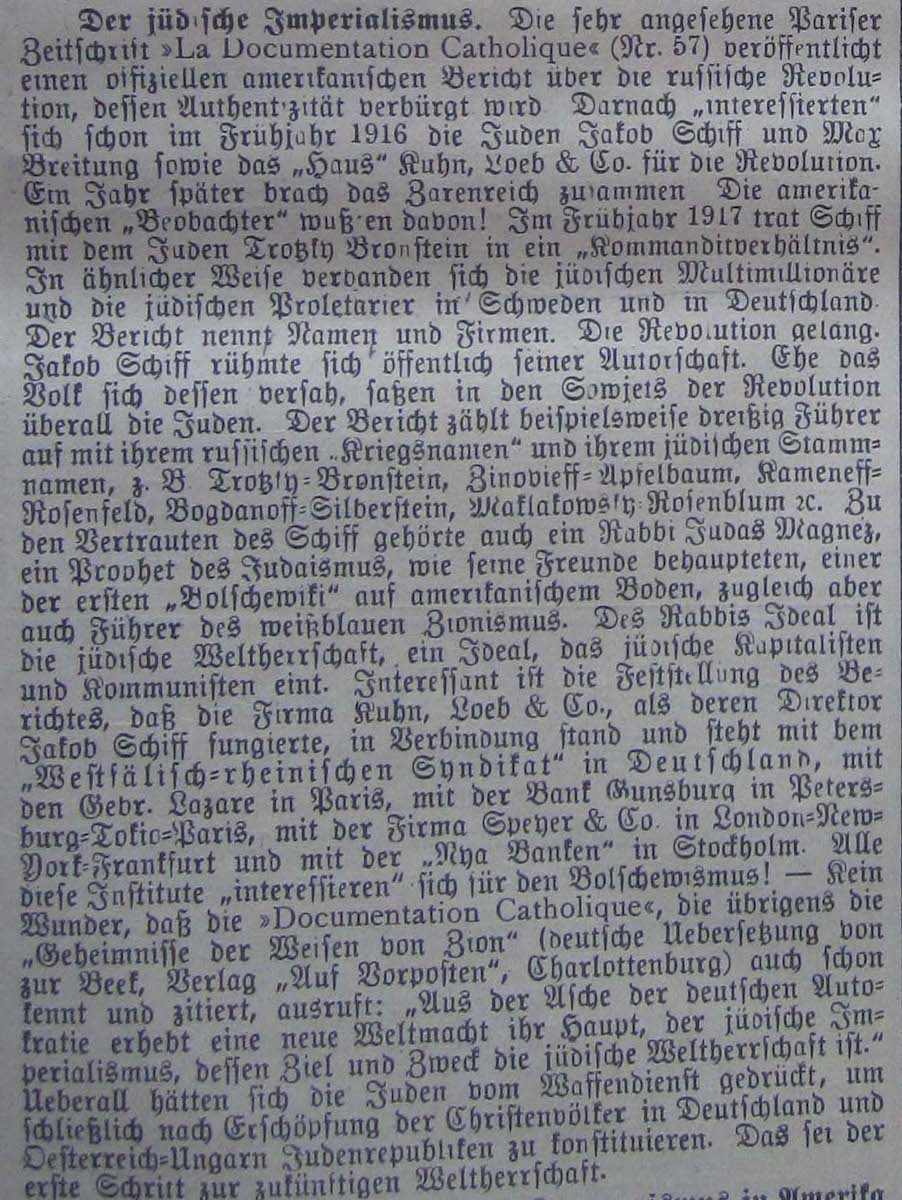 Der jüdische Imperialismus. Die sehr angesehene Pariser
Zeitschrift »La Documentation Catholique« (Nr. 57) veröffentlicht
einen offiziellen amerikanischen Bericht über die russische Revolu-
tion, dessen Authentizität verbürgt wird Darnach „interessierten“
sich schon im Frühjahr 1916 die Juden Jakob Schiff und Max
Breitung sowie das „Haus“ Kuhn, Loeb & Co. für die Revolution.
Ein Jahr später brach das Zarenreich zusammen Die amerika-
nischen „Beobachter“ wußten davon! Im Frühjahr 1917 trat Schiff
mit dem Juden Trotzky Bronstein in ein „Kommanditverhältnis“.
In ähnlicher Weise verbanden sich die jüdischen Multimillionäre
und die jüdischen Proletarier in Schweden und in Deutschland.
Der Bericht nennt Namen und Firmen. Die Revolution gelang.
Jakob Schiff rühmte sich öffentlich seiner Autorschaft. Ehe das
Volk sich dessen versah, saßen in den Sowjets der Revolution
überall die Juden. Der Bericht zählt beispielsweise dreißig Führer
auf mit ihrem russischen „Kriegsnamen“ und ihrem jüdischen Stamm-
namen, z. B Trotzky-Bronstein, Zinovieff-Apfelbaum, Kameneff-
Rosenfeld, Bogdanoff-Silberstein, Maklakowsky-Rosenblum ꝛc. Zu
den Vertrauten des Schiff gehörte auch ein Rabbi Judas Magnez,
ein Prophet des Judaismus, wie seine Freunde behaupteten, einer
der ersten „Bolschewiki“ auf amerikanischem Boden, zugleich aber
auch Führer des weißblauen Zionismus. Des Rabbis Ideal ist
die jüdische Weltherrschaft, ein Ideal, das jüdische Kapitalisten
und Kommunisten eint. Interessant ist die Feststellung des Be-
richtes, daß die Firma Kuhn, Loeb & Co., als deren Direktor
Jakob Schiff fungierte, in Verbindung stand und steht mit dem
„Westfälisch-rheinischen Syndikat“ in Deutschland, mit
den Gebr. Lazare in Paris, mit der Bank Gunsburg in Peters-
burg-Tokio-Paris, mit der Firma Speyer & Co. in London-New-
York-Frankfurt und mit der „Nya Banken“ in Stockholm. Alle
diese Institute „interessieren“ sich für den Bolschewismus! — Kein
Wunder, daß die »Documentation Catholique«, die übrigens die
„Geheimnisse der Weisen von Zion“ (deutsche Uebersetzung von
zur Beek, Verlag „Auf Vorposten“, Charlottenburg) auch schon
kennt und zitiert, ausruft: „Aus der Asche der deutschen Auto-
kratie erhebt eine neue Weltmacht ihr Haupt, der jüdische Im-
perialismus, dessen Ziel und Zweck die jüdische Weltherrschaft ist.“
Ueberall hätten sich die Juden vom Waffendienst gedrückt, um
schließlich nach Erschöpfung der Christenvölker in Deutschland und
Oesterreich-Ungarn Judenrepubliken zu konstituieren. Das sei der
erste Schritt zur zukünftigen Weltherrschaft.
in Amerika